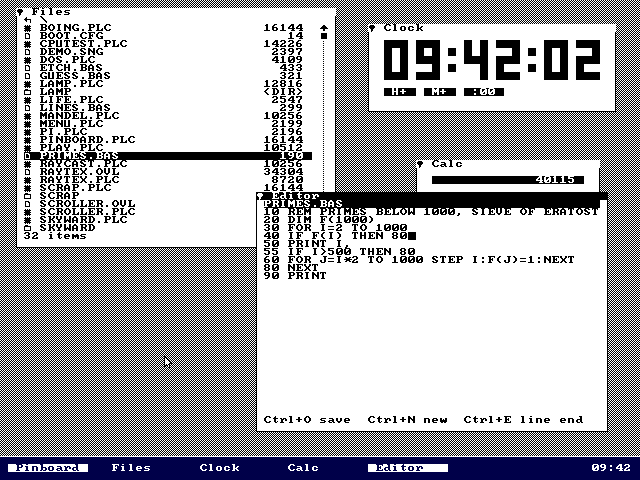 Files
\
BOING.PLC 16144
BOOT.CFG 14
CPUTEST.PLC 14226
DEMO.SNG 2397
DOS.PLC 4109
ETCH.BAS 433
GUESS.BAS 321
LAMP.PLC 12816
LAMP <DIR>
LIFE.PLC 2547
LINES.BAS 299
MANDEL.PLC 10256
MENU.PLC 2199
PI.PLC 2196
PINBOARD.PLC 16144
PLAY.PLC 10512
PRIMES.BAS 190
RAYCAST.PLC 10256
RAYTEX.OVL 34304
RAYTEX.PLC 8720
SCRAP.PLC 16144
SCRAP
SCROLLER.OVL
SCROLLER.PLC
SKYWARD.PLC
SKYWARD
32 items
Clock
09:42:02
H+ M+ :00
Calc
40115
Editor
PRIMES.BAS
10 REM PRIMES BELOW 1000, SIEVE OF ERATOST
20 DIM F(1000)
30 FOR I=2 TO 1000
40 IF F(I) THEN 80
50 PRINT I,
55 IF I>500 THEN 80
60 FOR J=I*2 TO 1000 STEP I:F(J)=1:NEXT
80 NEXT
90 PRINT
Ctrl+O save Ctrl+N new Ctrl+E line end
Pinboard Files Clock Calc Editor 09:42